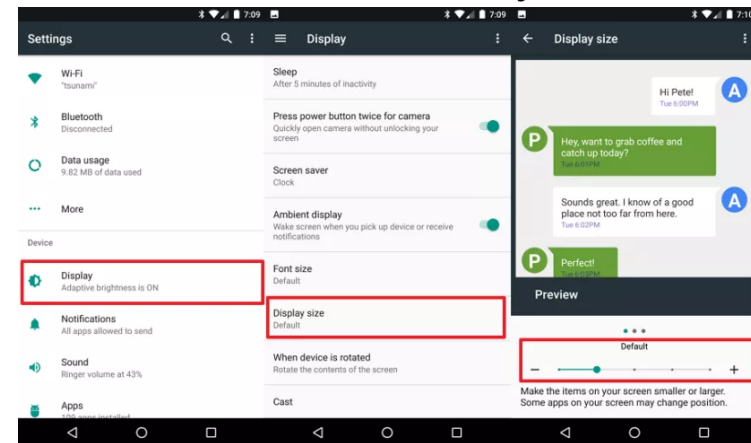 7:09
Settings
Wi-Fi
"tsunami"
Bluetooth
Disconnected
Data usage
9.82 MB of data used
More
Device
Display
Adaptive brightness is ON
Notifications
All apps allowed to send
Sound
Ringer volume at 43%
Apps
109 apps installed
7:09
Display
Sleep
After 5 minutes of inactivity
Press power button twice for camera
Quickly open camera without unlocking your
screen
Screen saver
Clock
Ambient display
Wake screen when you pick up device or receive
notifications
Font size
Default
Display size
Default
When device is rotated
Rotate the contents of the screen
Cast
7:10
Display size
Hi Pete!
Tue 6:00PM
A
P
Hey, want to grab coffee and
catch up today?
Tue 6:01PM
Sounds great. I know of a good
place not too far from here.
Tue 6:02PM
A
P
Perfect!
Tue 6:03PM
Preview
Default
− +
Make the items on your screen smaller or larger.
Some apps on your screen may change position.